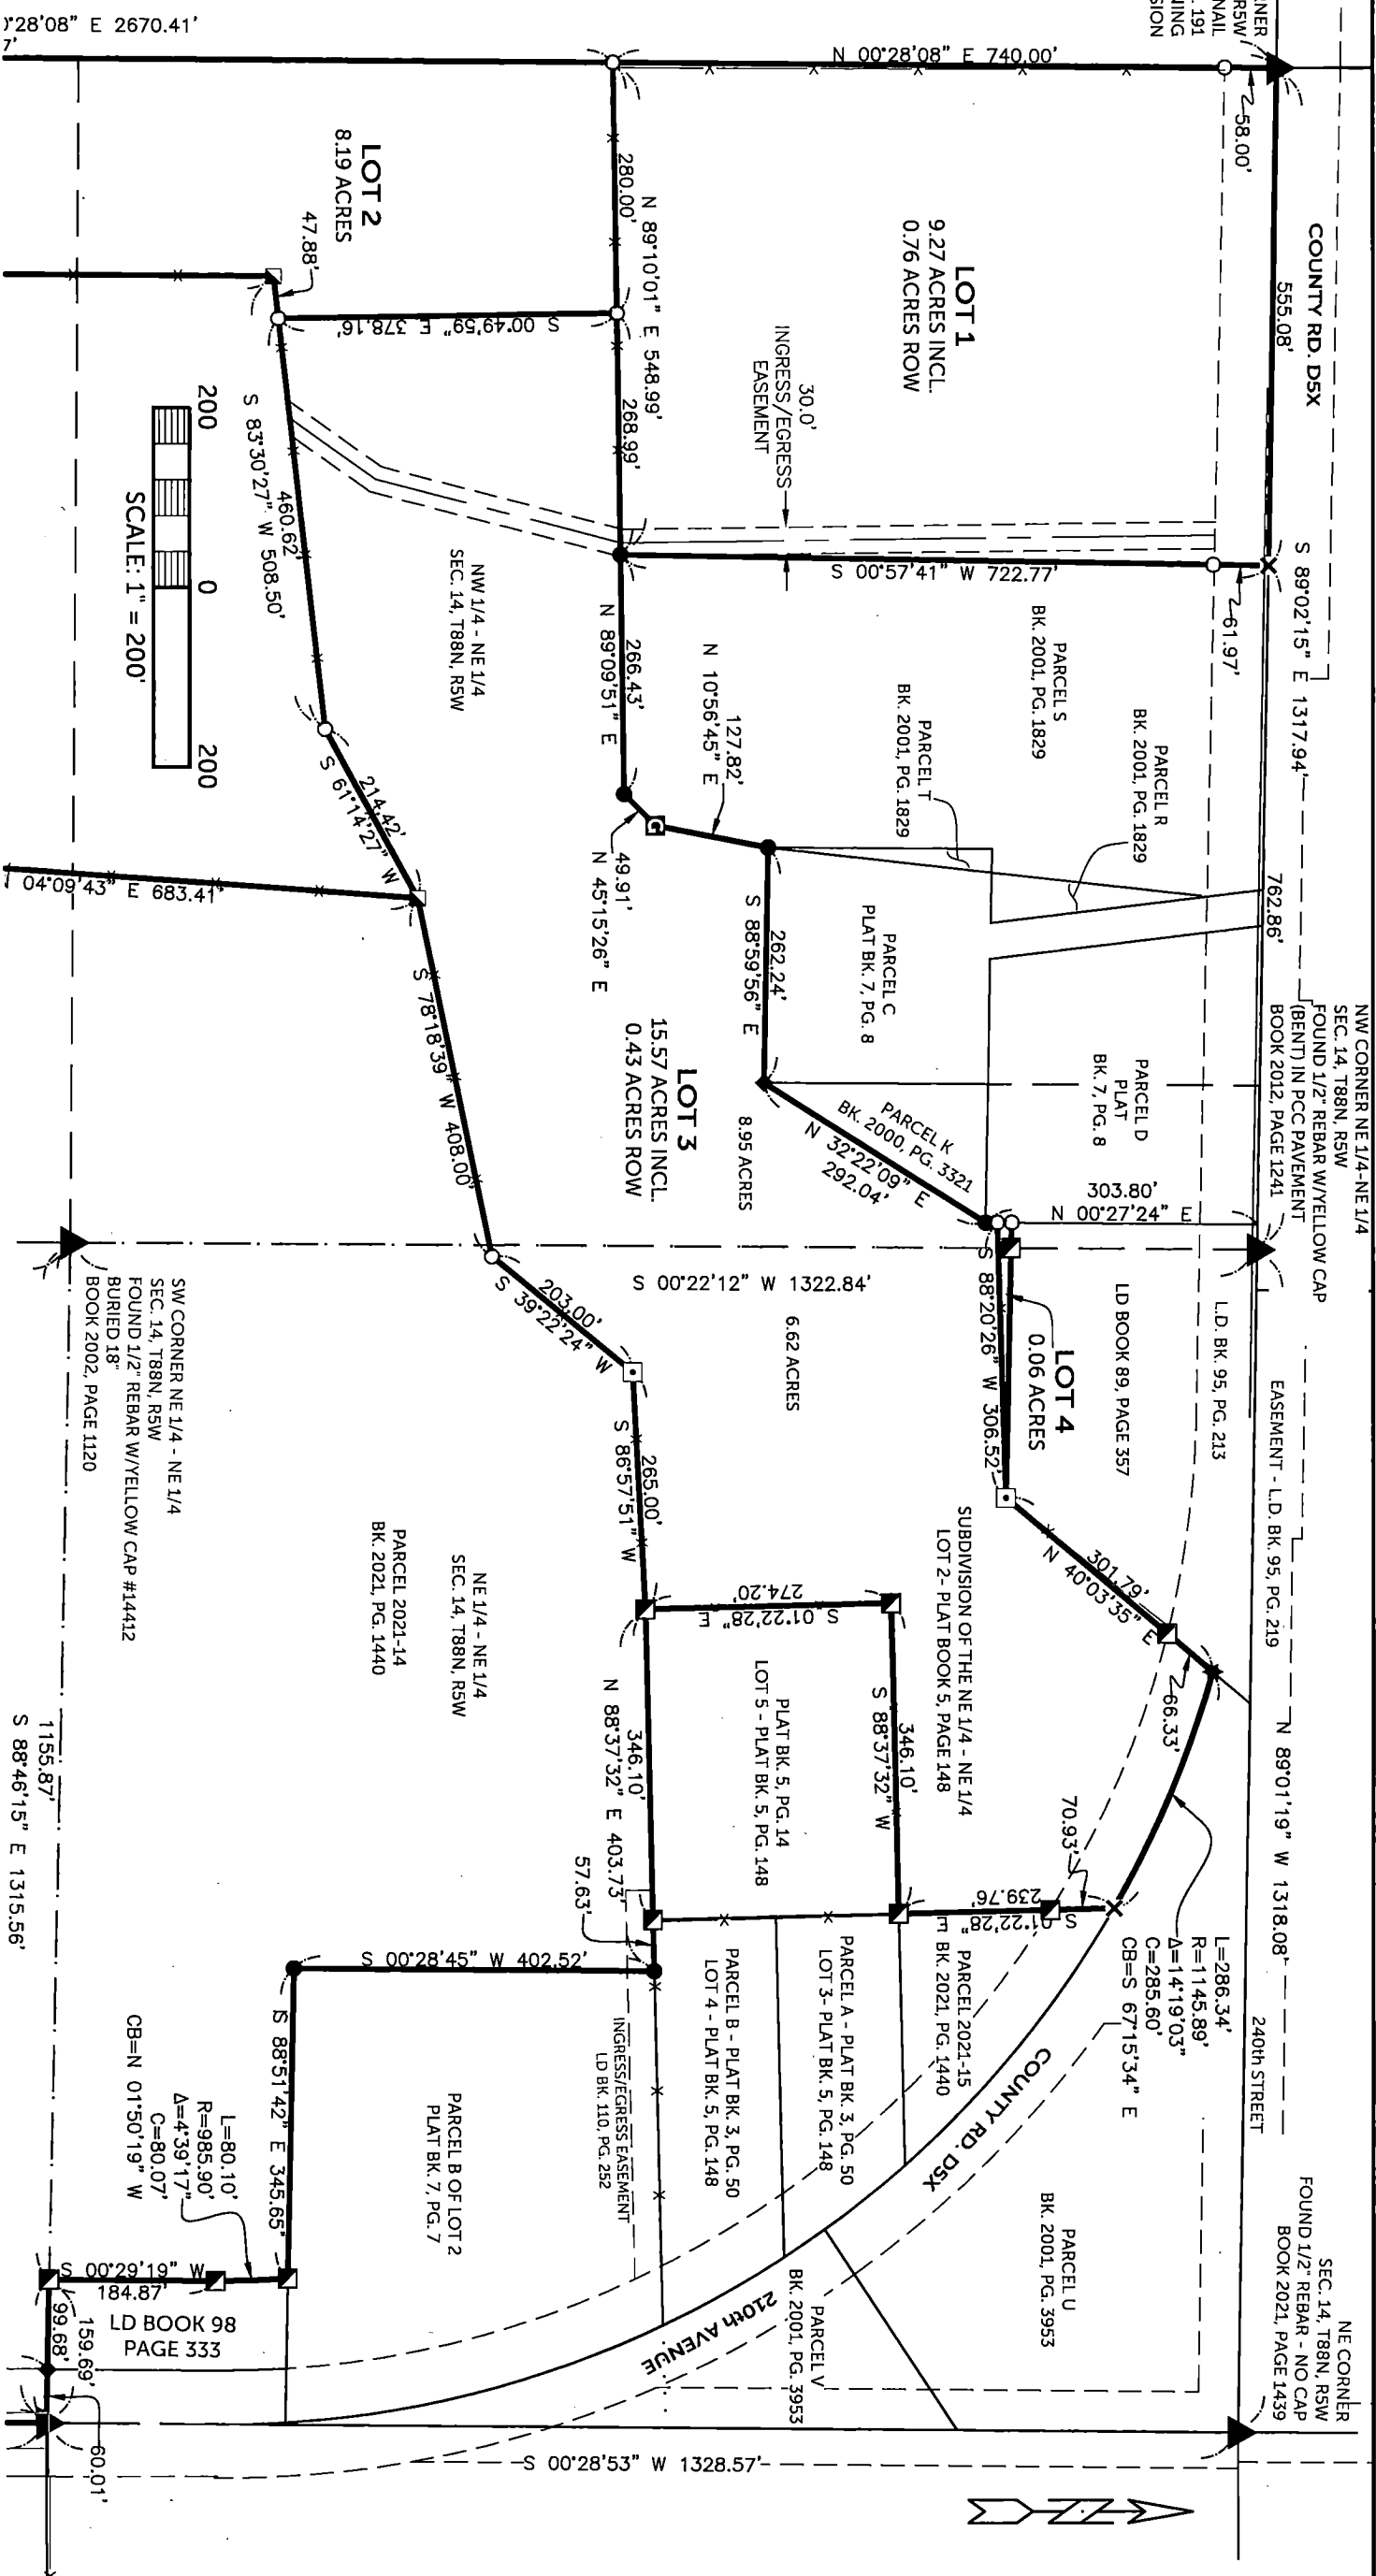 NER
R5W
NAIL
. 191
NING
SION
COUNTY RD. D5X
555.08'
58.00'
S 89°02'15" E 1317.94'
61.97'
762.86'
NW CORNER NE 1/4-NE 1/4
SEC. 14, T88N, R5W
FOUND 1/2" REBAR W/YELLOW CAP
(BENT) IN PCC PAVEMENT
BOOK 2012, PAGE 1241
EASEMENT - L.D. BK. 95, PG. 219
L.D. BK. 95, PG. 213
N 89°01'19" W 1318.08'
240th STREET
NE CORNER
SEC. 14, T88N, R5W
FOUND 1/2" REBAR - NO CAP
BOOK 2021, PAGE 1439
N 00°28'08" E 740.00'
LOT 1
9.27 ACRES INCL.
0.76 ACRES ROW
30.0'
INGRESS/EGRESS
EASEMENT
S 00°57'41" W 722.77'
PARCEL S
BK. 2001, PG. 1829
PARCEL R
BK. 2001, PG. 1829
PARCEL T
BK. 2001, PG. 1829
PARCEL C
PLAT BK. 7, PG. 8
PARCEL D
PLAT
BK. 7, PG. 8
PARCEL K
BK. 2000, PG. 3321
N 32°22'09" E
292.04'
303.80'
N 00°27'24" E
LD BOOK 89, PAGE 357
LOT 4
0.06 ACRES
S 88°20'26" W 306.52'
301.79'
N 40°03'35" E
66.33'
L=286.34'
R=1145.89'
Δ=14°19'03"
C=285.60'
CB=S 67°15'34" E
70.93'
239.76'
S 01°22'28" E
SUBDIVISION OF THE NE 1/4 - NE 1/4
LOT 2- PLAT BOOK 5, PAGE 148
346.10'
S 88°37'32" W
274.20'
S 01°22'28" E
PLAT BK. 5, PG. 14
LOT 5 - PLAT BK. 5, PG. 148
PARCEL 2021-15
BK. 2021, PG. 1440
PARCEL A - PLAT BK. 3, PG. 50
LOT 3- PLAT BK. 5, PG. 148
PARCEL B - PLAT BK. 3, PG. 50
LOT 4 - PLAT BK. 5, PG. 148
INGRESS/EGRESS EASEMENT
LD BK. 110, PG. 252
COUNTY RD. D5X
210th AVENUE
PARCEL U
BK. 2001, PG. 3953
PARCEL V
BK. 2001, PG. 3953
S 00°28'53" W 1328.57'
280.00'
N 89°10'01" E 548.99'
268.99'
266.43'
N 89°09'51" E
49.91'
N 45°15'26" E
127.82'
N 10°56'45" E
262.24'
S 88°59'56" E
G
LOT 3
15.57 ACRES INCL.
0.43 ACRES ROW
8.95 ACRES
6.62 ACRES
S 00°22'12" W 1322.84'
265.00'
S 86°57'51" W
346.10'
N 88°37'32" E 403.73'
57.63'
S 00°28'45" W 402.52'
S 88°51'42" E 345.65'
PARCEL B OF LOT 2
PLAT BK. 7, PG. 7
LOT 2
8.19 ACRES
47.88'
S 00°49'59" E 378.16'
460.62'
S 83°30'27" W 508.50'
NW 1/4 - NE 1/4
SEC. 14, T88N, R5W
214.42'
S 61°14'27" W
S 78°18'39" W 408.00'
203.00'
S 39°22'24" W
04°09'43" E 683.41'
200 0 200
SCALE: 1" = 200'
°28'08" E 2670.41'
7'
SW CORNER NE 1/4 - NE 1/4
SEC. 14, T88N, R5W
FOUND 1/2" REBAR W/YELLOW CAP #14412
BURIED 18"
BOOK 2002, PAGE 1120
NE 1/4 - NE 1/4
SEC. 14, T88N, R5W
PARCEL 2021-14
BK. 2021, PG. 1440
1155.87'
S 88°46'15" E 1315.56'
L=80.10'
R=985.90'
Δ=4°39'17"
C=80.07'
CB=N 01°50'19" W
S 00°29'19" W
184.87'
LD BOOK 98
PAGE 333
159.69'
99.68'
60.01'